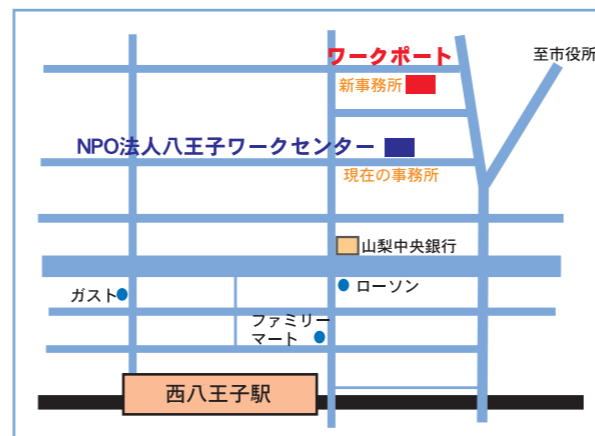 ワークポート
至市役所
新事務所
NPO法人八王子ワークセンター
現在の事務所
山梨中央銀行
ガスト
ローソン
ファミリー
マート
西八王子駅